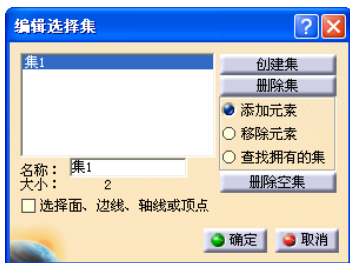 编辑选择集
集1
创建集
删除集
添加元素
移除元素
查找拥有的集
名称： 集1
大小： 2
删除空集
选择面、边线、轴线或顶点
确定 取消